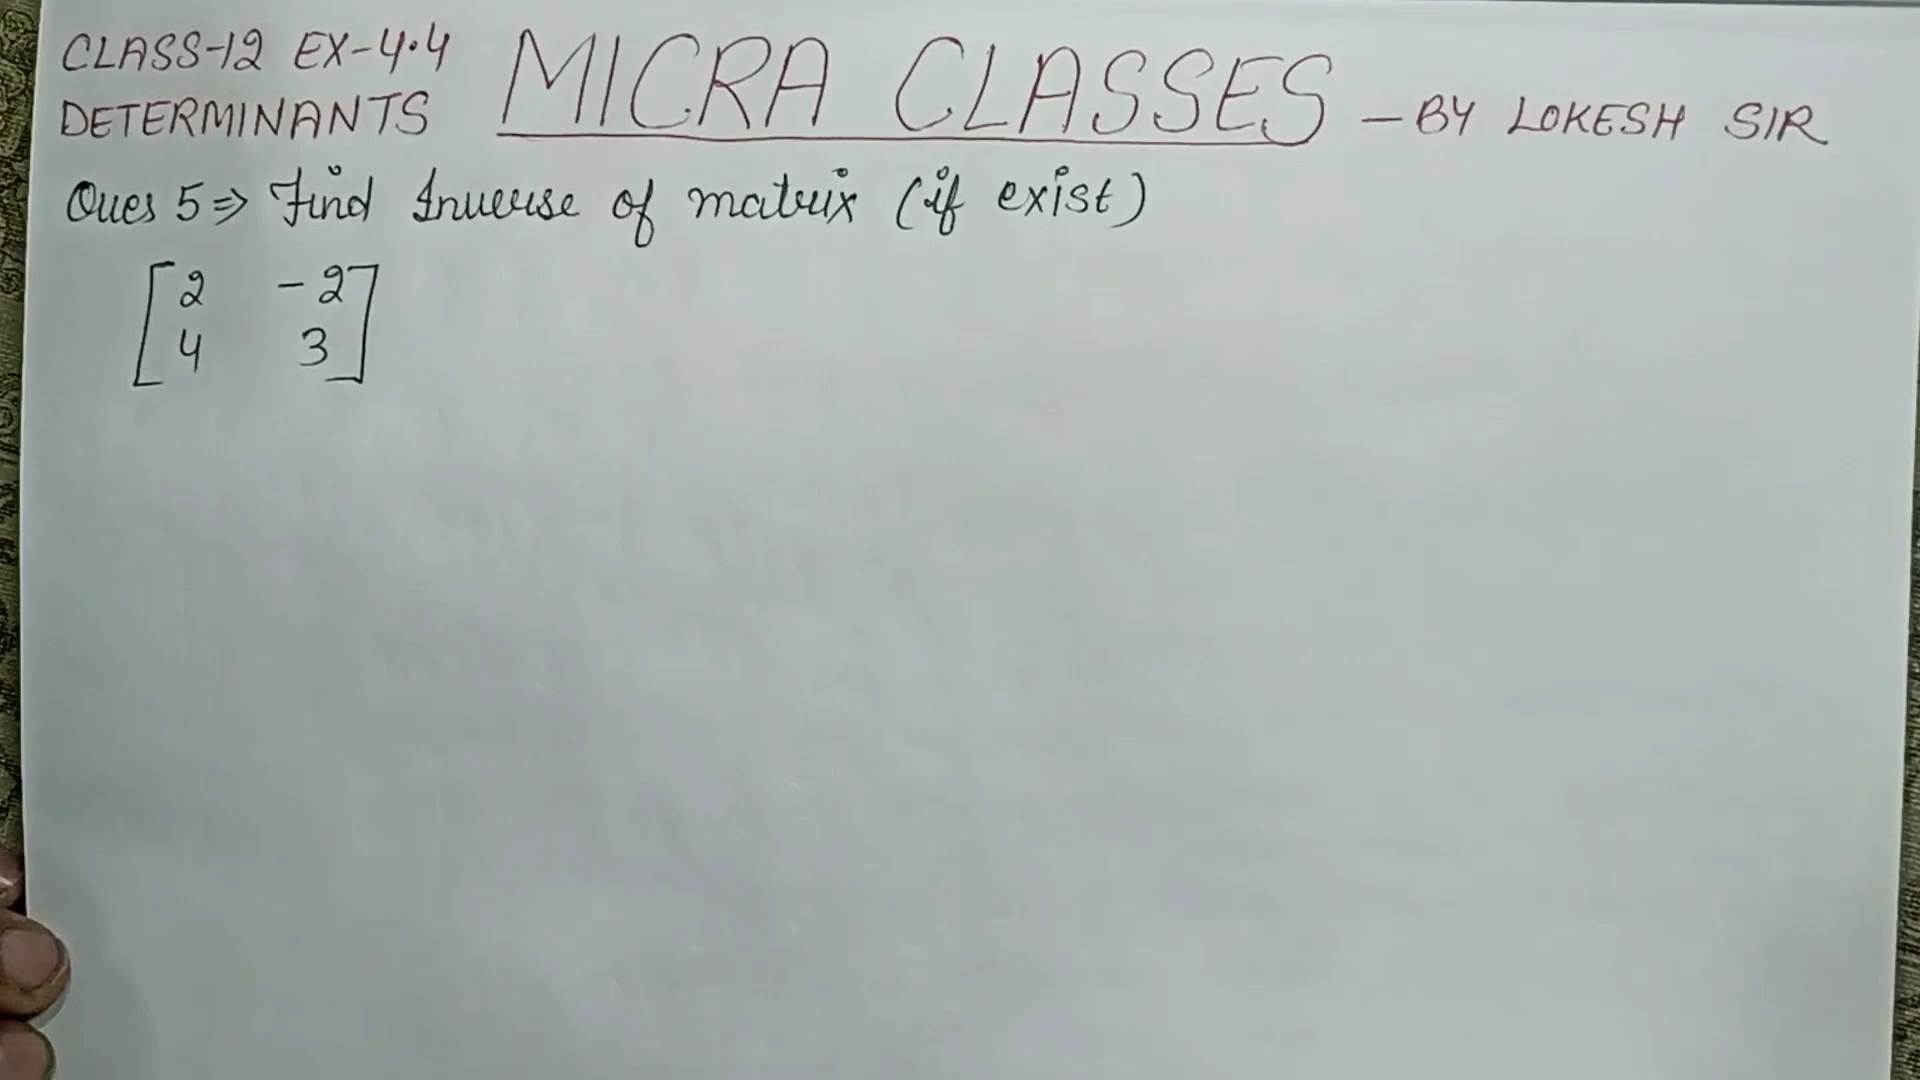 CLASS-12 EX-4.4
DETERMINANTS
MICRA CLASSES - BY LOKESH SIR
Ques 5⇒ Find Inverse of matrix (if exist)
[2 -2
4 3]